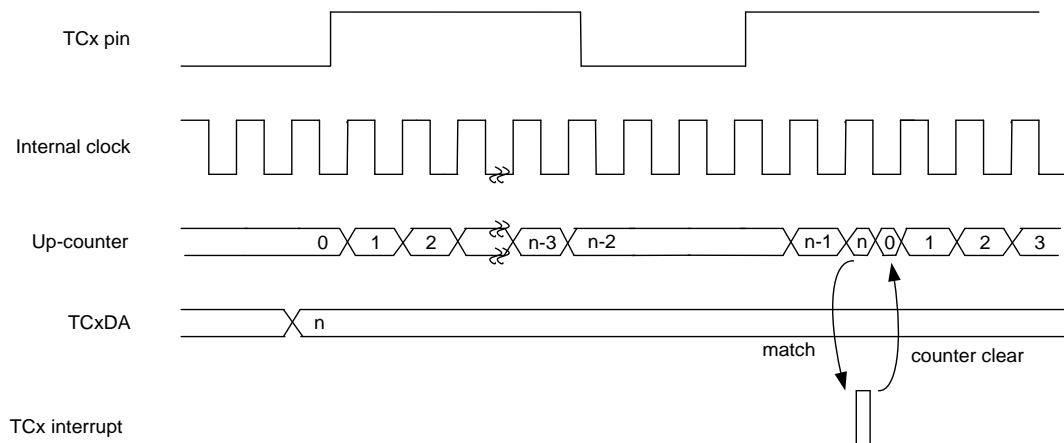 TCx pin
Internal clock
Up-counter
0 1 2 n-3 n-2 n-1 n 0 1 2 3
TCxDA
n
match
counter clear
TCx interrupt